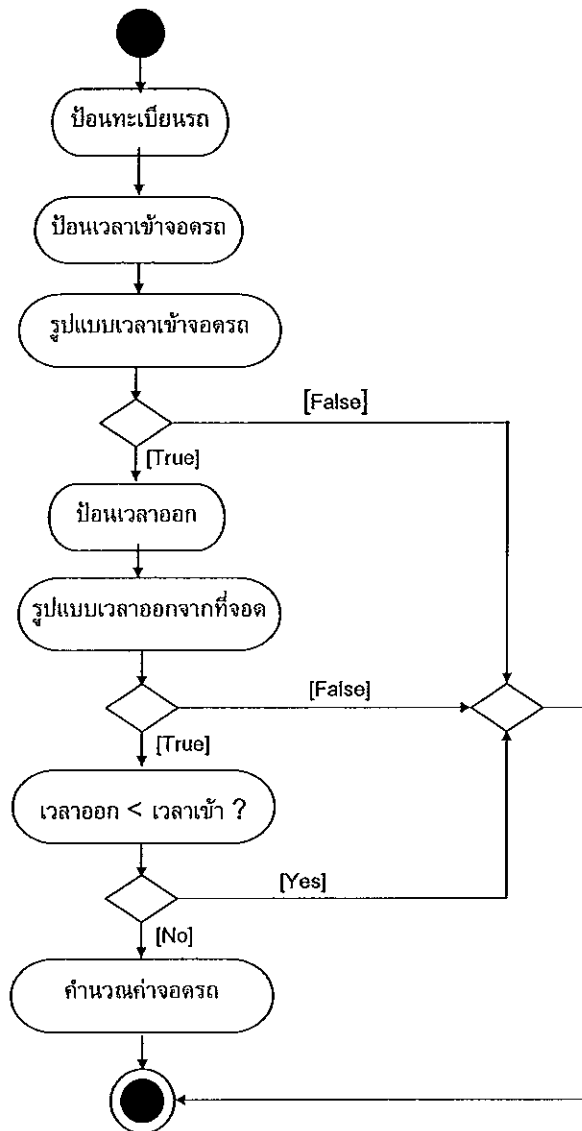 ป้อนทะเบียนรถ
ป้อนเวลาเข้าจอดรถ
รูปแบบเวลาเข้าจอดรถ
[False]
[True]
ป้อนเวลาออก
รูปแบบเวลาออกจากที่จอด
[False]
[True]
เวลาออก < เวลาเข้า ?
[Yes]
[No]
คำนวณค่าจอดรถ